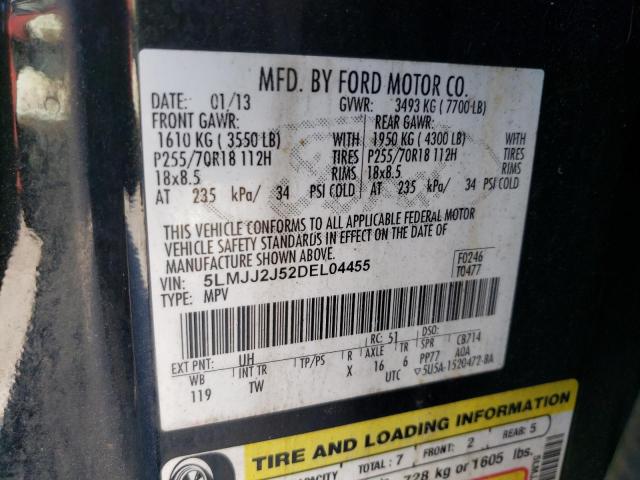 MFD. BY FORD MOTOR CO.
DATE: 01/13 GVWR: 3493 KG ( 7700 LB)
FRONT GAWR: REAR GAWR:
1610 KG ( 3550 LB) WITH 1950 KG ( 4300 LB) WITH
P255/70R18 112H TIRES P255/70R18 112H TIRES
18x8.5 RIMS 18x8.5 RIMS
AT 235 kPa/ 34 PSI COLD AT 235 kPa/ 34 PSI COLD
THIS VEHICLE CONFORMS TO ALL APPLICABLE FEDERAL MOTOR
VEHICLE SAFETY STANDARDS IN EFFECT ON THE DATE OF
MANUFACTURE SHOWN ABOVE.
VIN: 5LMJJ2J52DEL04455 F0246
TYPE: MPV T0477
EXT PNT: UH RC: 51 DSO:
WB INT TR TP/PS R AXLE TR SPR CB714
119 TW X 16 6 PP77 AOA
UTC ▽5U5A-1520472-BA
TIRE AND LOADING INFORMATION
TOTAL: 7 FRONT: 2 REAR: 5
728 kg or 1605 lbs.